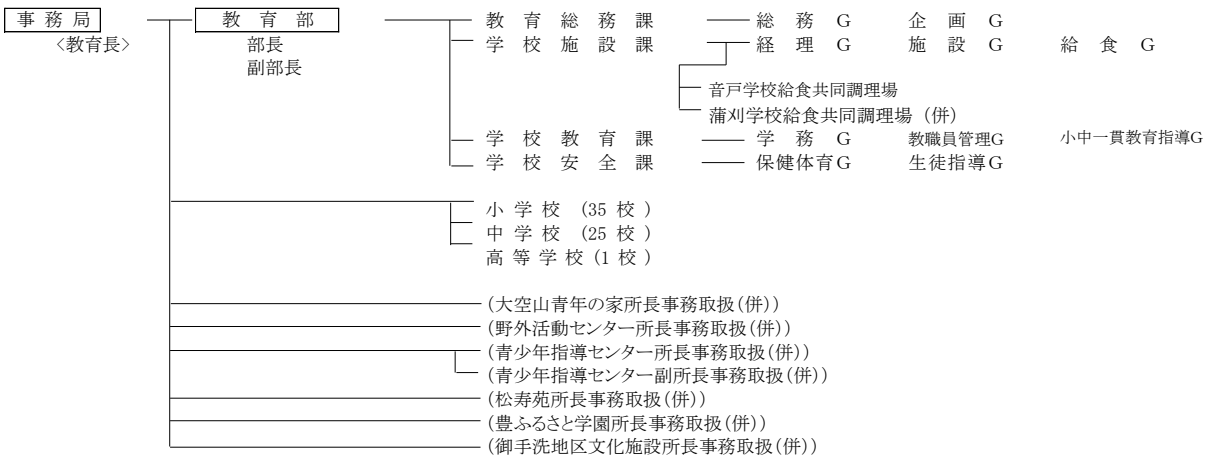 事務局 教育部 教育総務課 総務G 企画G
<教育長> 部長 学校施設課 経理G 施設G 給食G
副部長
音戸学校給食共同調理場
蒲刈学校給食共同調理場（併）
学校教育課 学務G 教職員管理G 小中一貫教育指導G
学校安全課 保健体育G 生徒指導G
小学校 (35 校 )
中学校 (25 校 )
高等学校 (1 校 )
(大空山青年の家所長事務取扱(併))
(野外活動センター所長事務取扱(併))
(青少年指導センター所長事務取扱(併))
(青少年指導センター副所長事務取扱(併))
(松寿苑所長事務取扱(併))
(豊ふるさと学園所長事務取扱(併))
(御手洗地区文化施設所長事務取扱(併))